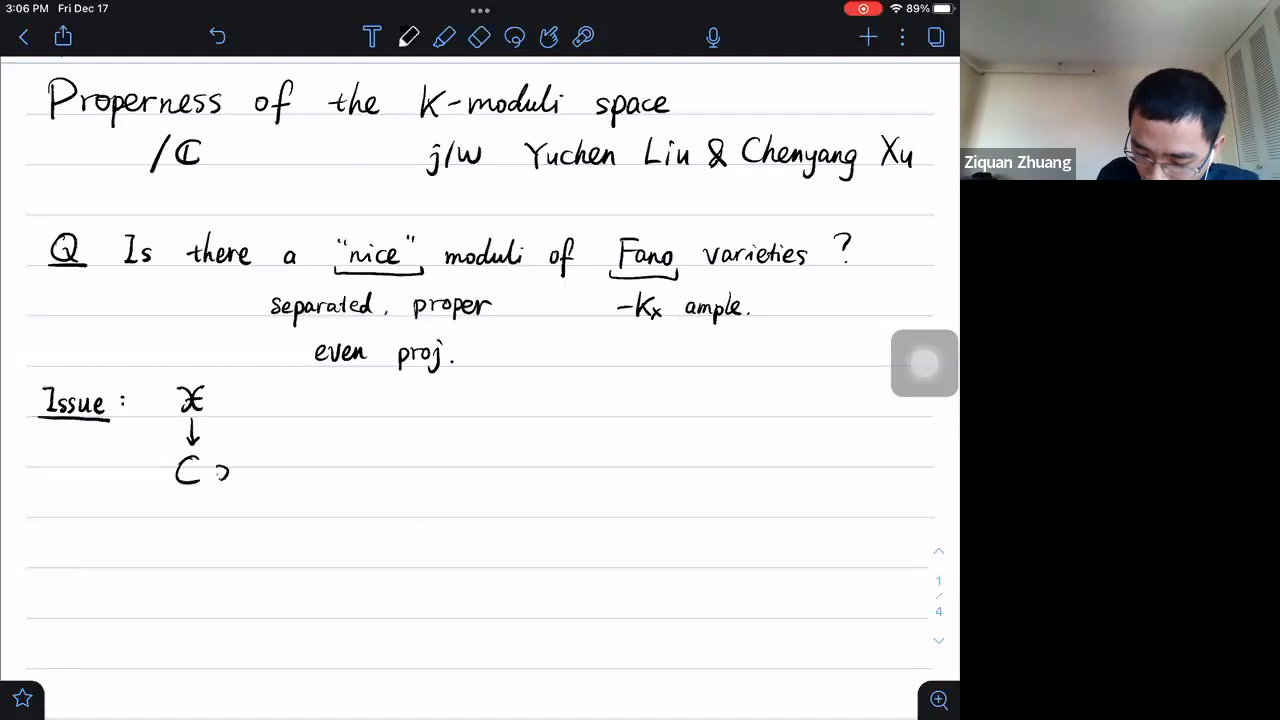 3:06 PM Fri Dec 17
89%
Properness of the K-moduli space
/ℂ j/w Yuchen Liu & Chenyang Xu
Ziquan Zhuang
Q Is there a "nice" moduli of Fano varieties ?
separated, proper -Kx ample.
even proj.
Issue : 𝒳
↓
C ɔ
1
/
4